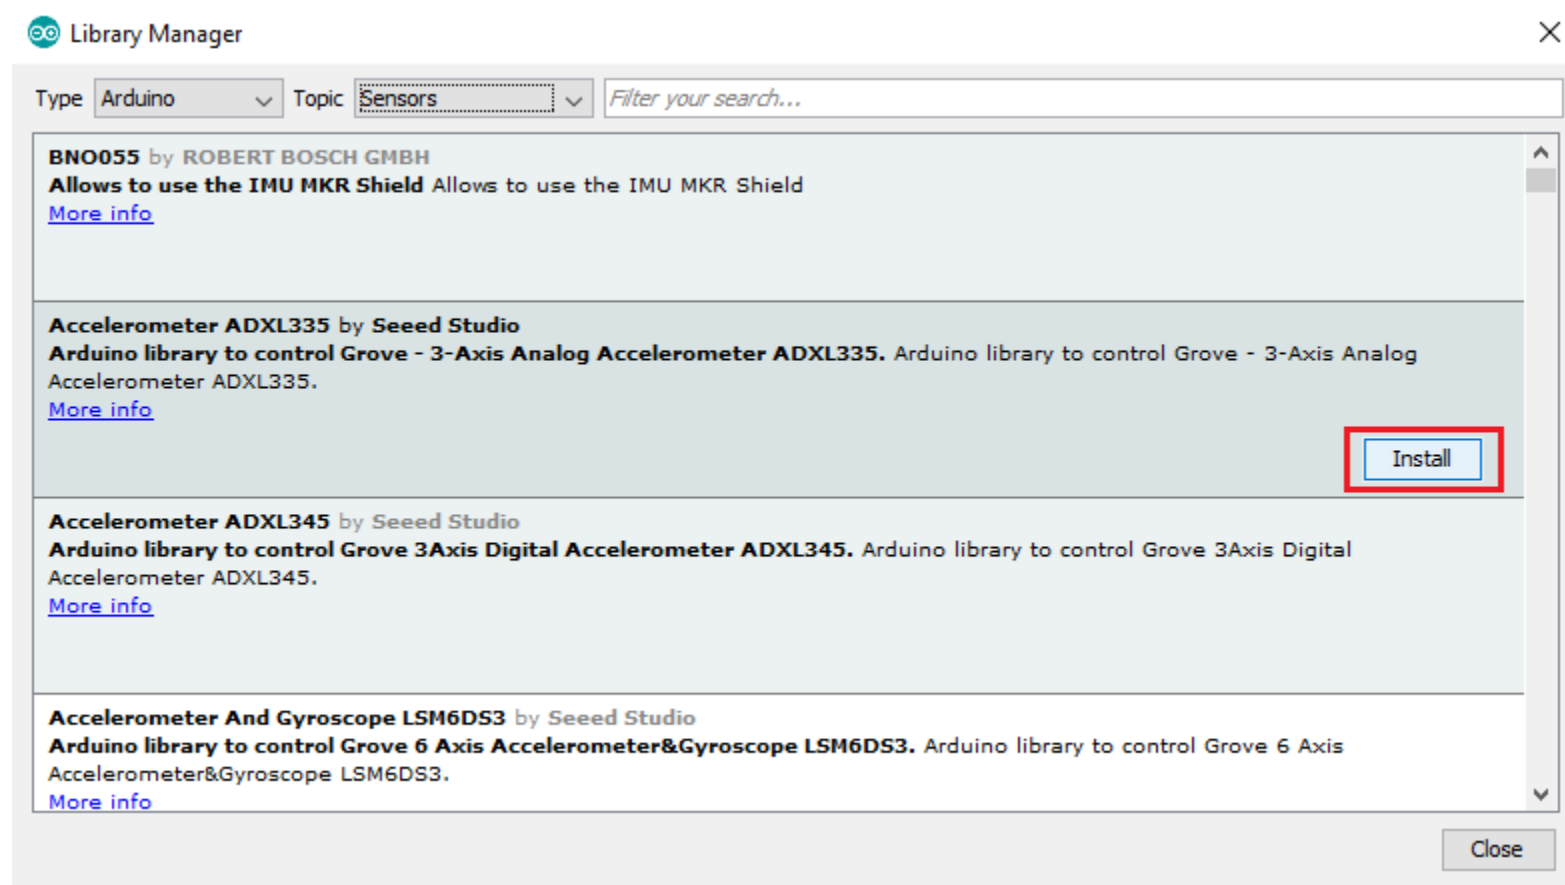 Library Manager
Type Arduino Topic Sensors Filter your search...
BNO055 by ROBERT BOSCH GMBH
Allows to use the IMU MKR Shield Allows to use the IMU MKR Shield
More info
Accelerometer ADXL335 by Seeed Studio
Arduino library to control Grove - 3-Axis Analog Accelerometer ADXL335. Arduino library to control Grove - 3-Axis Analog
Accelerometer ADXL335.
More info
Install
Accelerometer ADXL345 by Seeed Studio
Arduino library to control Grove 3Axis Digital Accelerometer ADXL345. Arduino library to control Grove 3Axis Digital
Accelerometer ADXL345.
More info
Accelerometer And Gyroscope LSM6DS3 by Seeed Studio
Arduino library to control Grove 6 Axis Accelerometer&Gyroscope LSM6DS3. Arduino library to control Grove 6 Axis
Accelerometer&Gyroscope LSM6DS3.
More info
Close